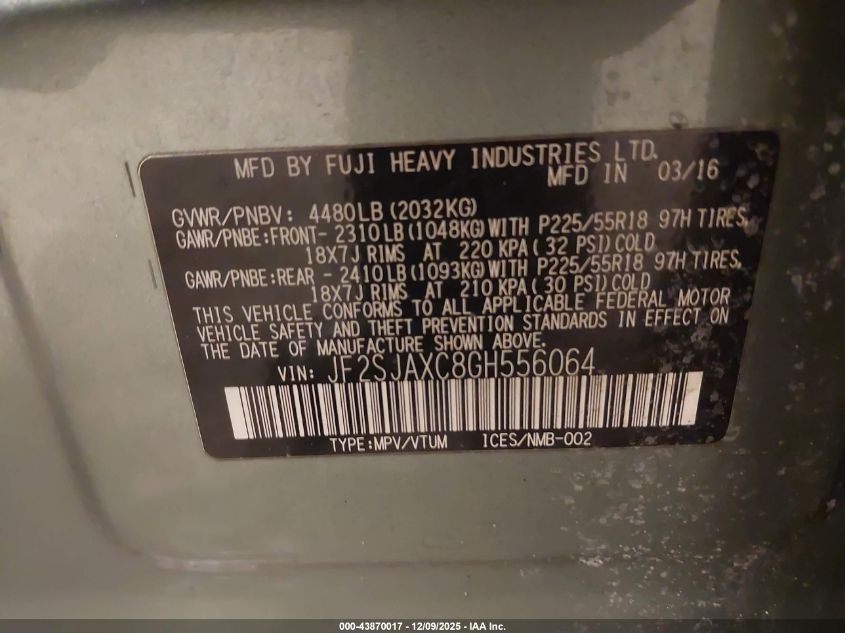 MFD BY FUJI HEAVY INDUSTRIES LTD.
MFD IN 03/16
GVWR/PNBV: 4480LB (2032KG)
GAWR/PNBE:FRONT- 2310LB (1048KG) WITH P225/55R18 97H TIRES,
18X7J RIMS AT 220 KPA( 32 PSI) COLD
GAWR/PNBE:REAR - 2410LB (1093KG) WITH P225/55R18 97H TIRES,
18X7J RIMS AT 210 KPA( 30 PSI) COLD
THIS VEHICLE CONFORMS TO ALL APPLICABLE FEDERAL MOTOR
VEHICLE SAFETY AND THEFT PREVENTION STANDARDS IN EFFECT ON
THE DATE OF MANUFACTURE SHOWN ABOVE.
VIN: JF2SJAXC8GH556064
TYPE:MPV/VTUM ICES/NMB-002
000-43870017 - 12/09/2025 - IAA Inc.